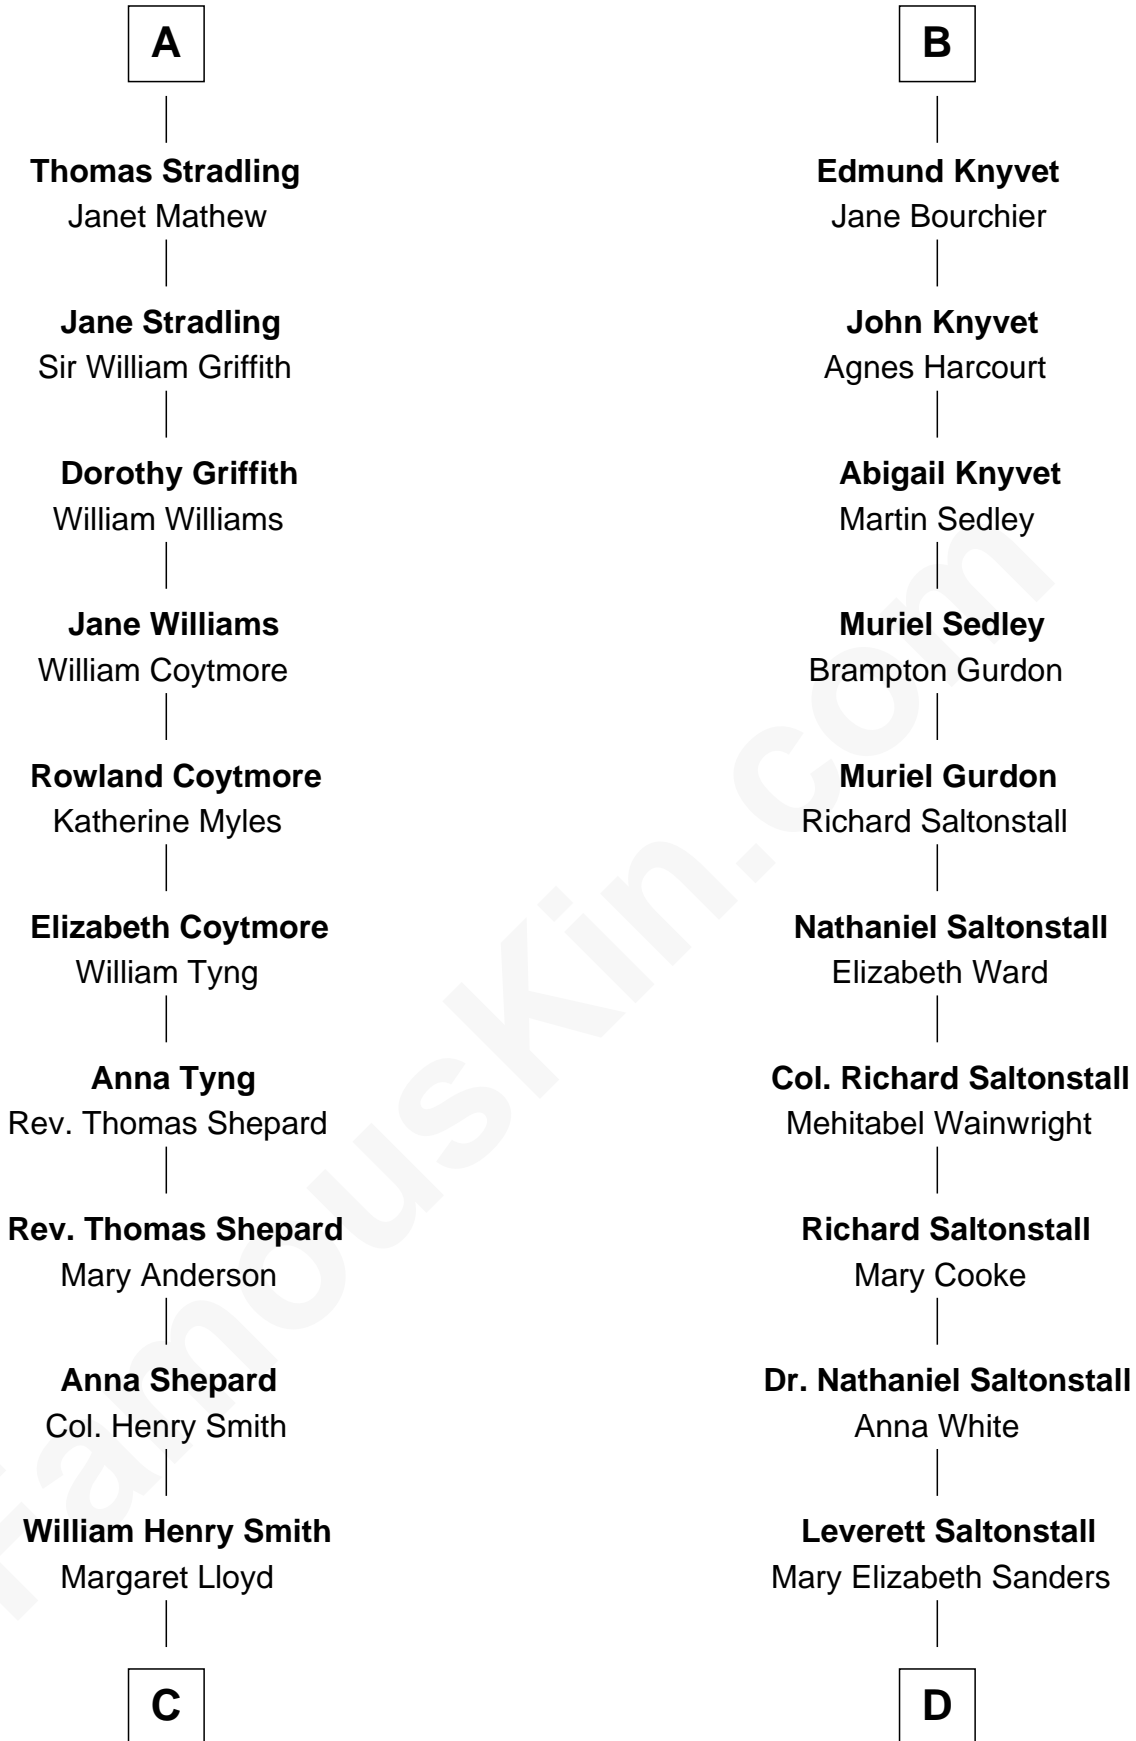 A
Thomas Stradling
Janet Mathew
Jane Stradling
Sir William Griffith
Dorothy Griffith
William Williams
Jane Williams
William Coytmore
Rowland Coytmore
Katherine Myles
Elizabeth Coytmore
William Tyng
Anna Tyng
Rev. Thomas Shepard
Rev. Thomas Shepard
Mary Anderson
Anna Shepard
Col. Henry Smith
William Henry Smith
Margaret Lloyd
C
B
Edmund Knyvet
Jane Bourchier
John Knyvet
Agnes Harcourt
Abigail Knyvet
Martin Sedley
Muriel Sedley
Brampton Gurdon
Muriel Gurdon
Richard Saltonstall
Nathaniel Saltonstall
Elizabeth Ward
Col. Richard Saltonstall
Mehitabel Wainwright
Richard Saltonstall
Mary Cooke
Dr. Nathaniel Saltonstall
Anna White
Leverett Saltonstall
Mary Elizabeth Sanders
D
FamousKin.com